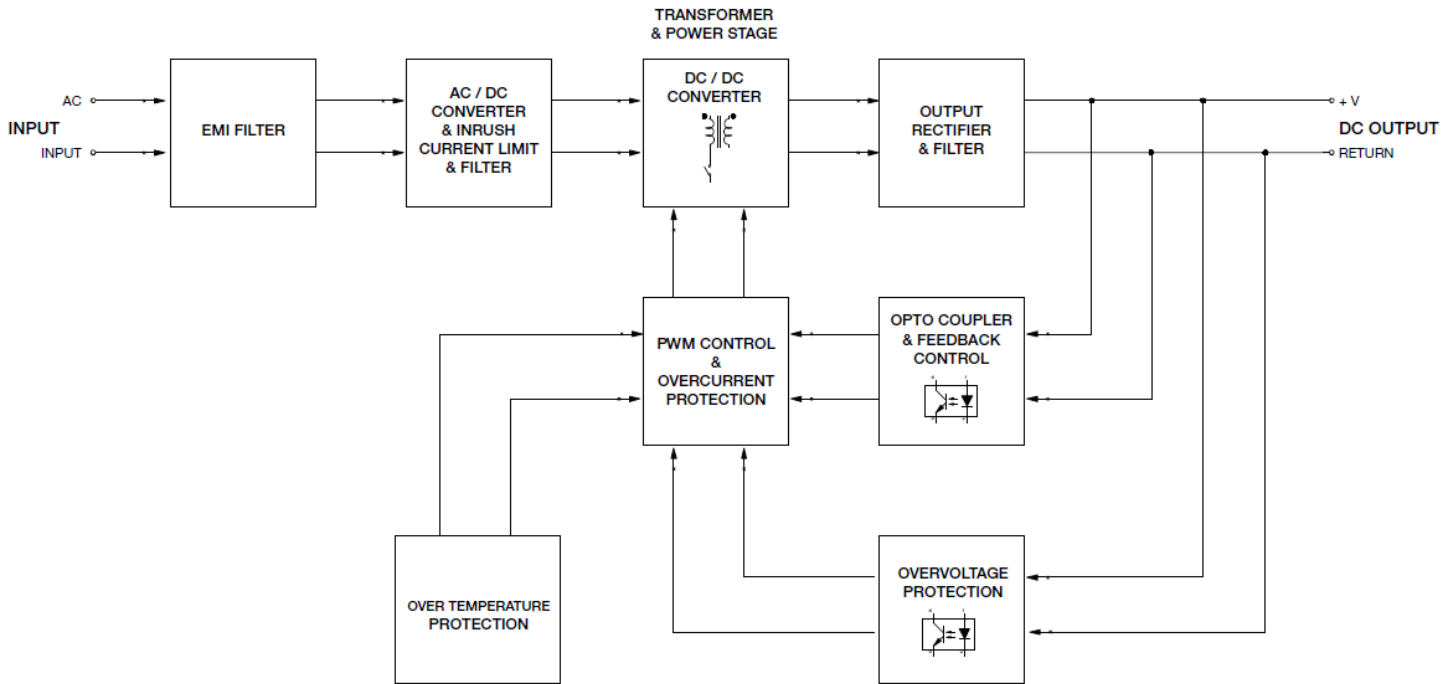 TRANSFORMER
& POWER STAGE
AC
INPUT
INPUT
EMI FILTER
AC / DC
CONVERTER
& INRUSH
CURRENT LIMIT
& FILTER
DC / DC
CONVERTER
OUTPUT
RECTIFIER
& FILTER
+ V
DC OUTPUT
RETURN
PWM CONTROL
&
OVERCURRENT
PROTECTION
OPTO COUPLER
& FEEDBACK
CONTROL
OVER TEMPERATURE
PROTECTION
OVERVOLTAGE
PROTECTION